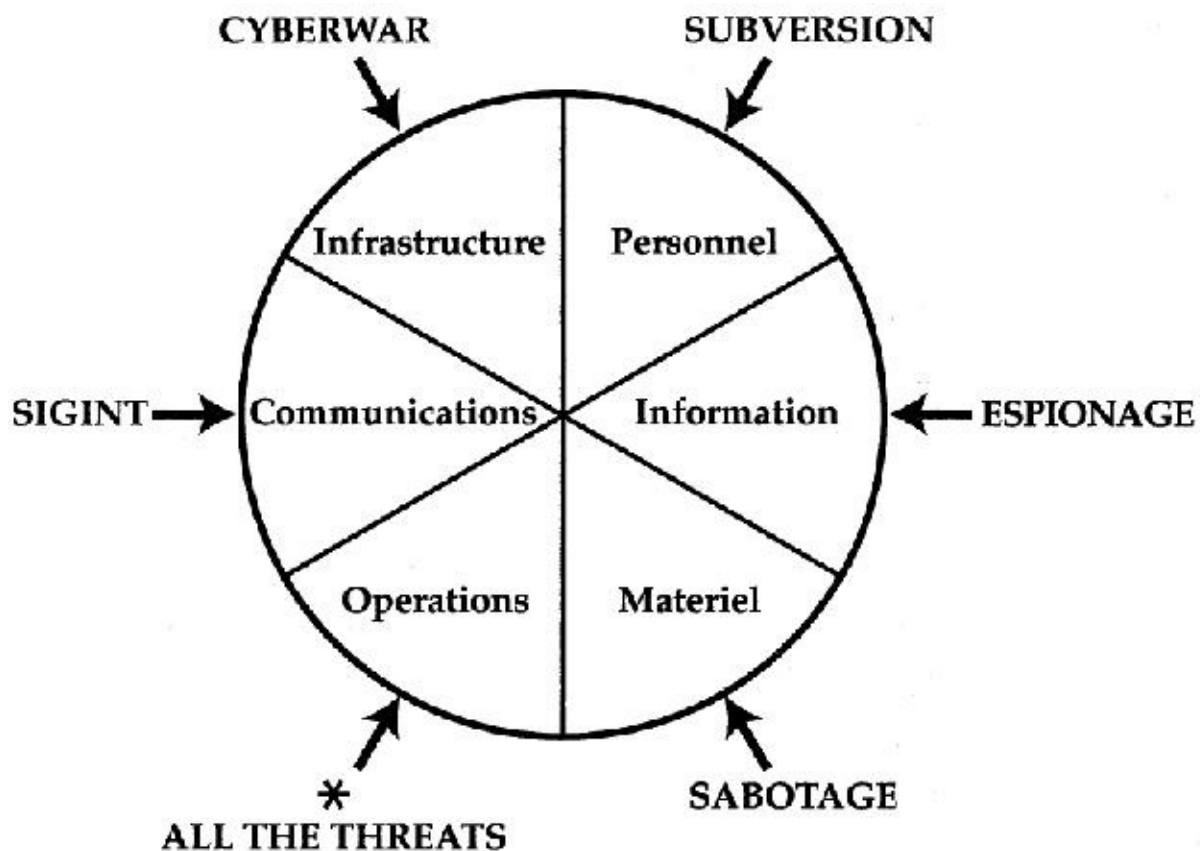 CYBERWAR
SUBVERSION
Infrastructure
Personnel
SIGINT
Communications
Information
ESPIONAGE
Operations
Materiel
*
SABOTAGE
ALL THE THREATS